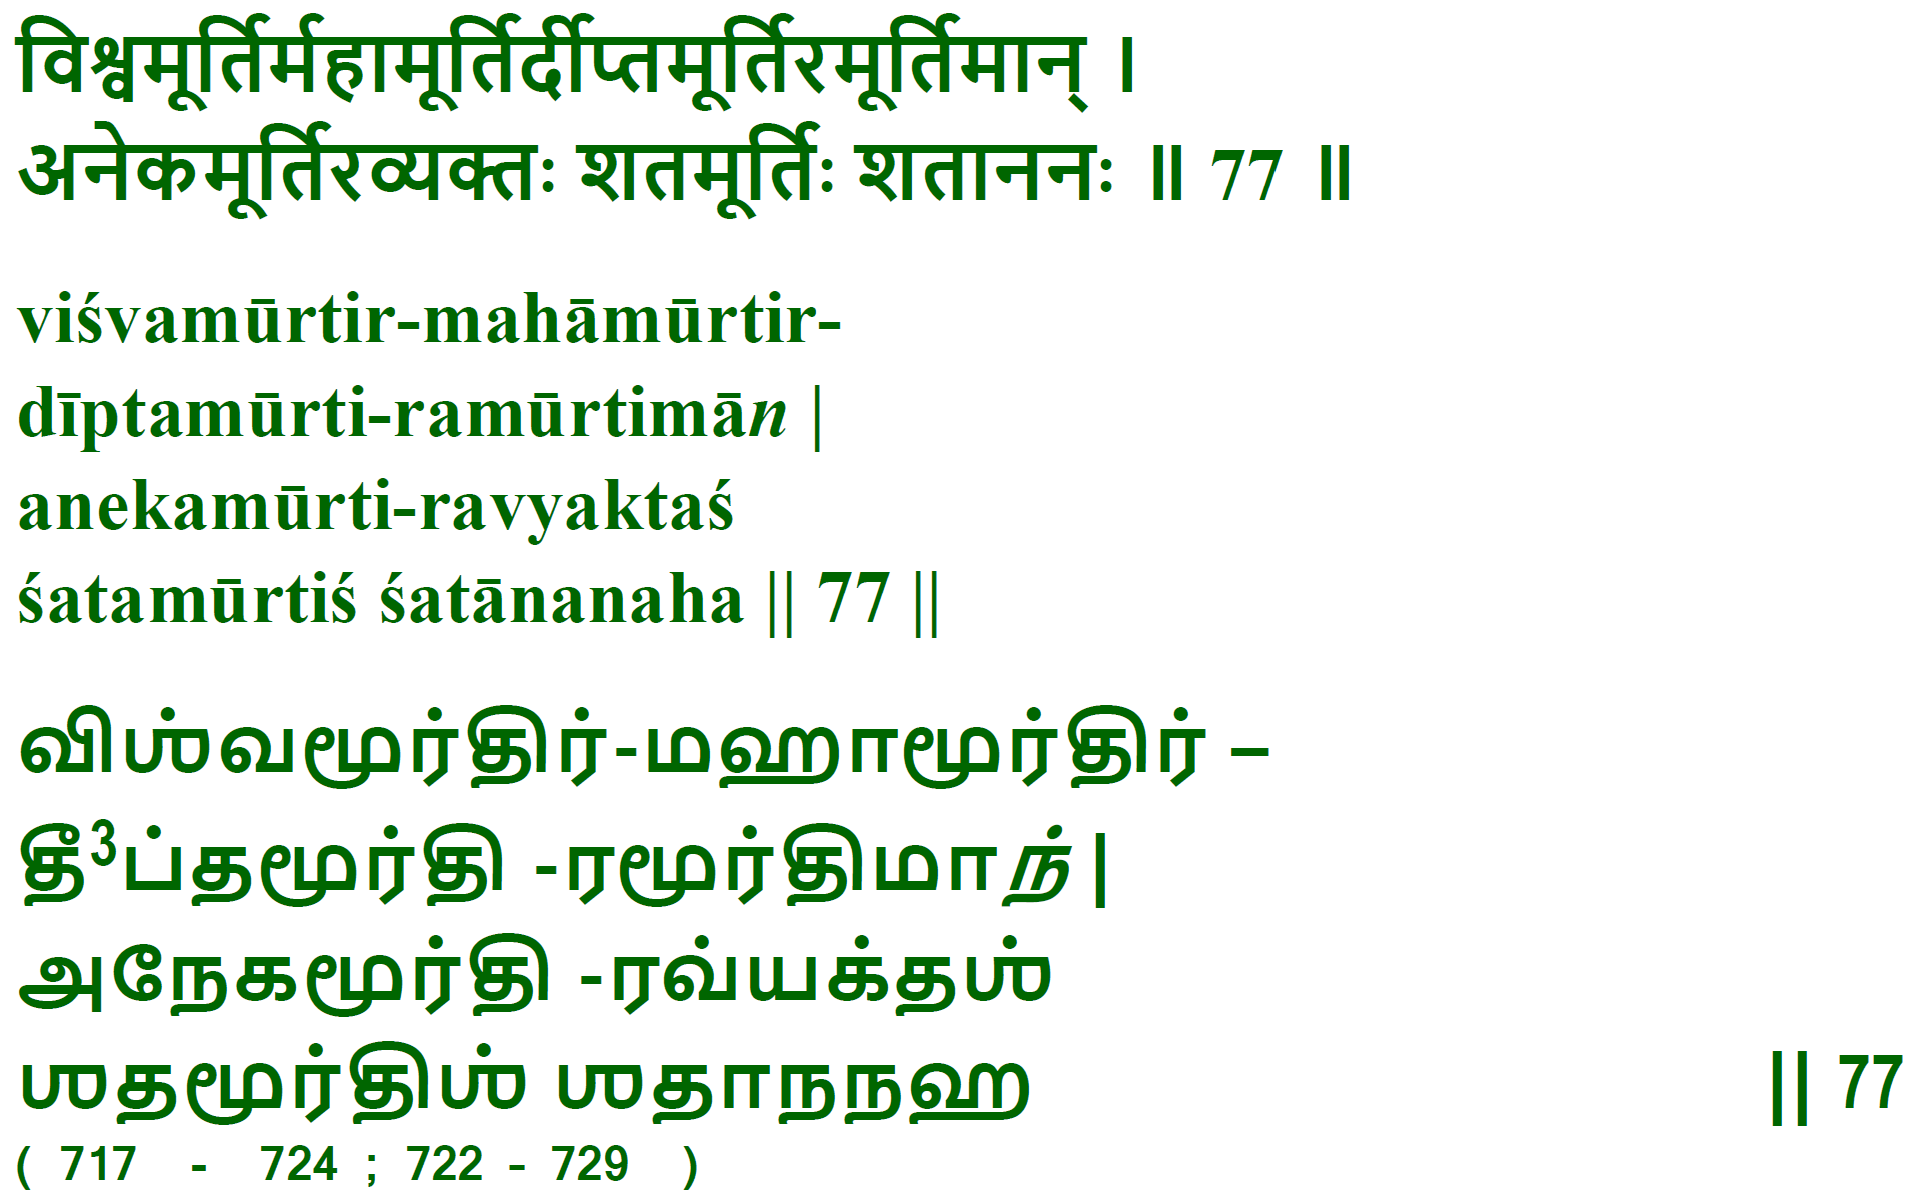 विश्वमूर्तिर्महामूर्तिर्दीप्तमूर्तिरमूर्तिमान् ।
अनेकमूर्तिरव्यक्तः शतमूर्तिः शताननः ॥ 77 ॥
viśvamūrtir-mahāmūrtir-
dīptamūrti-ramūrtimān |
anekamūrti-ravyaktaś
śatamūrtiś śatānanaha || 77 ||
விஶ்வமூர்திர்-மஹாமூர்திர் –
தீ³ப்தமூர்தி -ரமூர்திமாந் |
அநேகமூர்தி -ரவ்யக்தஶ்
ஶதமூர்திஶ் ஶதாநநஹ || 77
( 717 - 724 ; 722 – 729 )